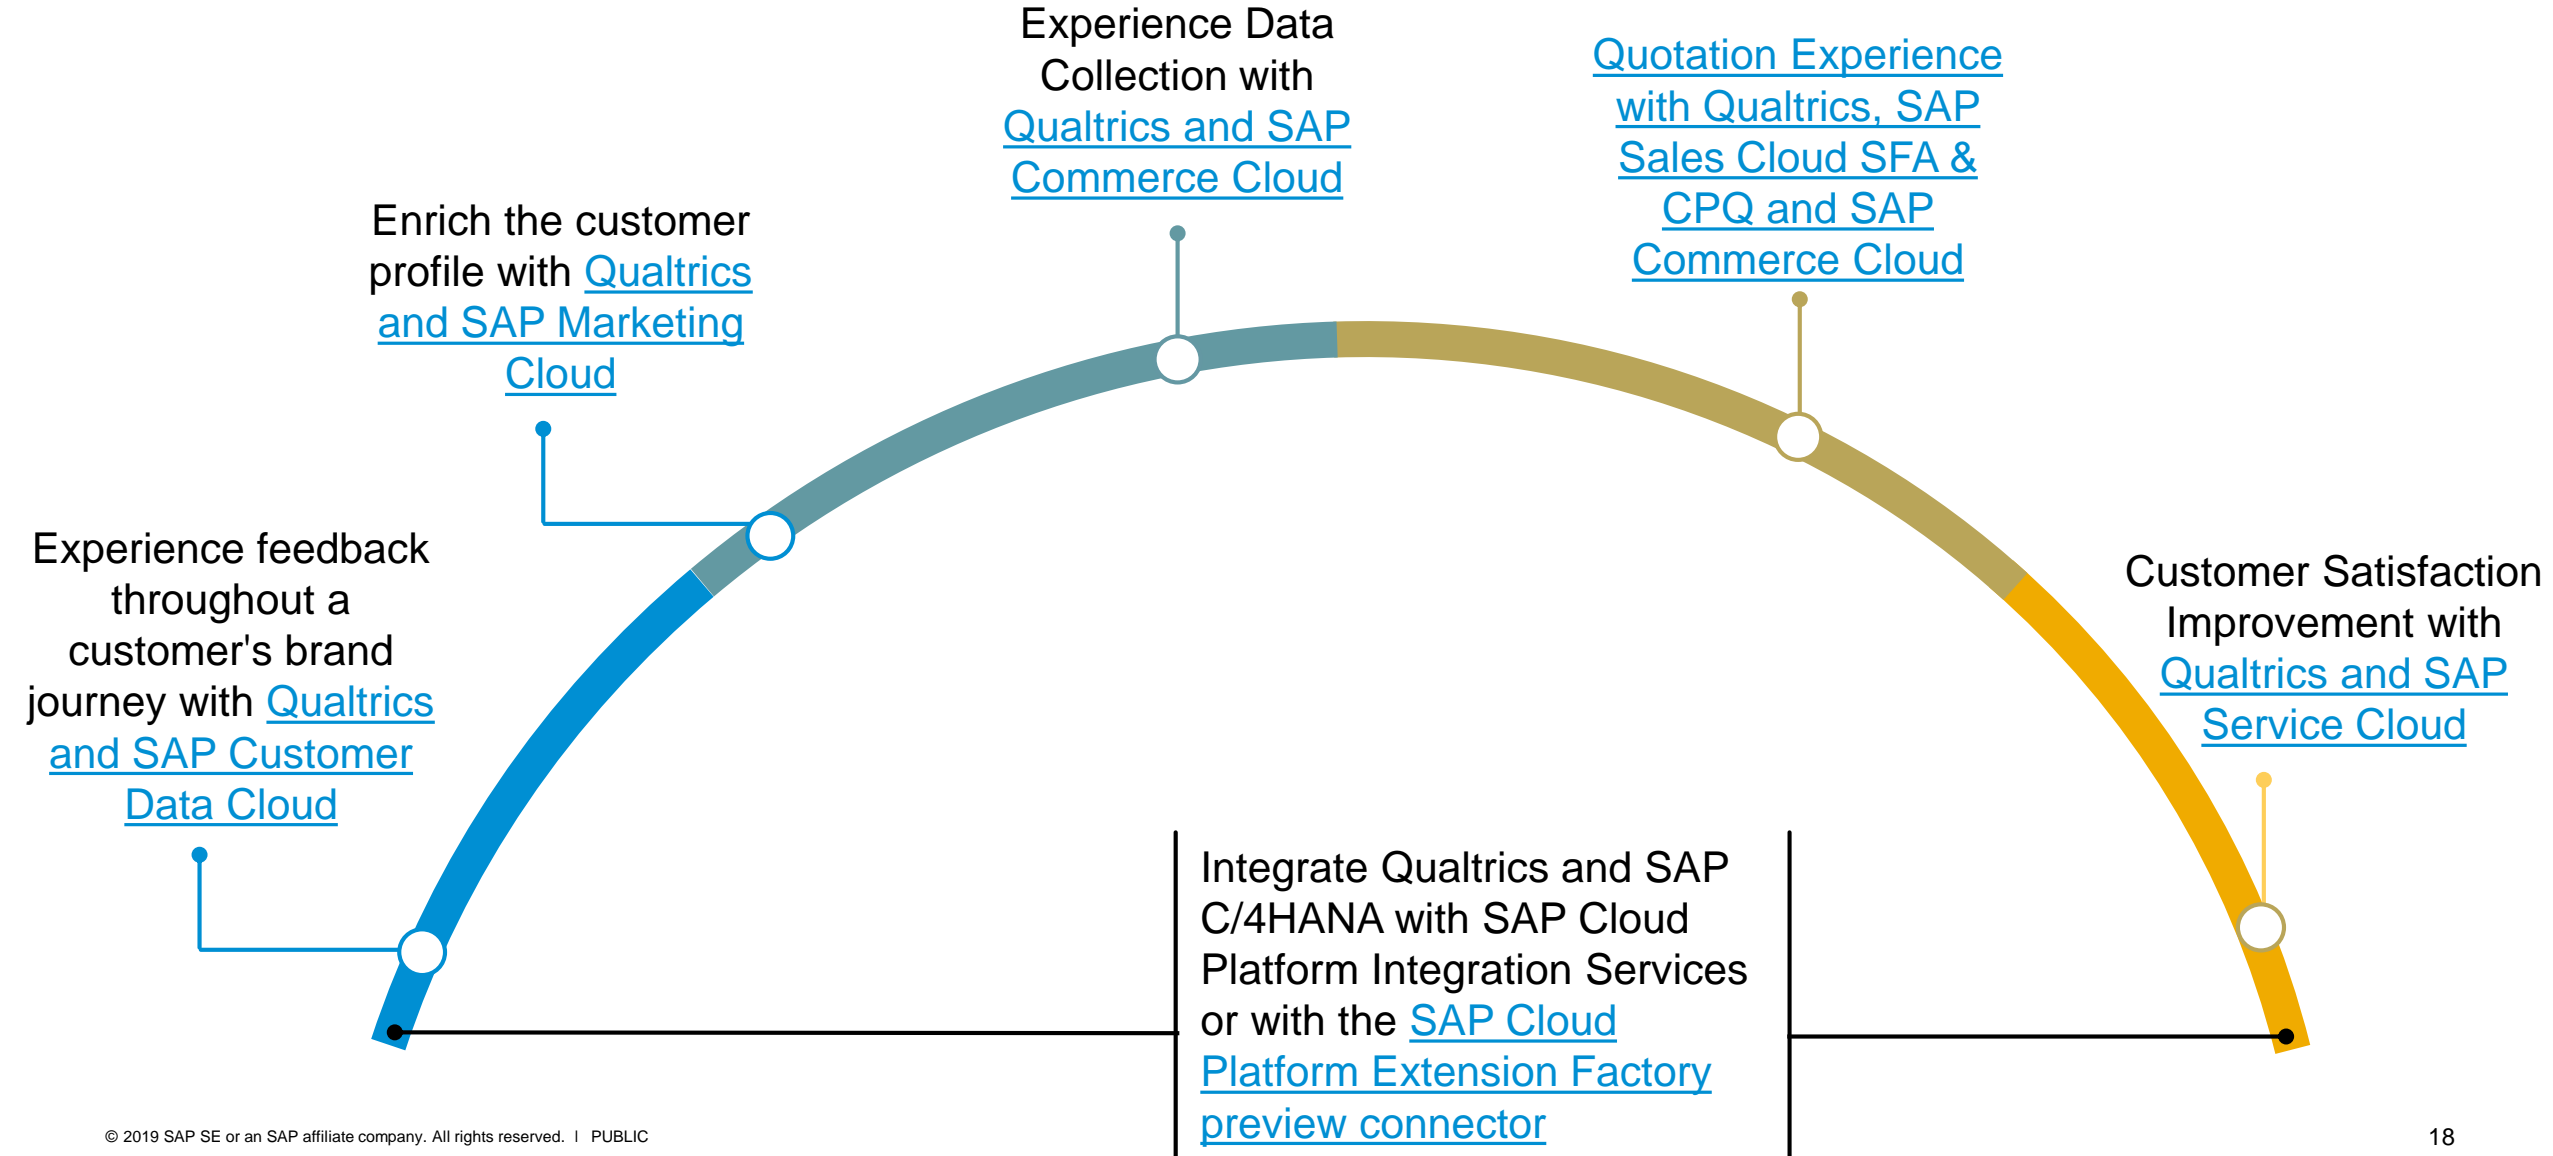 Experience Data
Collection with
Qualtrics and SAP
Commerce Cloud
Quotation Experience
with Qualtrics, SAP
Sales Cloud SFA &
CPQ and SAP
Commerce Cloud
Enrich the customer
profile with Qualtrics
and SAP Marketing
Cloud
Experience feedback
throughout a
customer's brand
journey with Qualtrics
and SAP Customer
Data Cloud
Customer Satisfaction
Improvement with
Qualtrics and SAP
Service Cloud
Integrate Qualtrics and SAP
C/4HANA with SAP Cloud
Platform Integration Services
or with the SAP Cloud
Platform Extension Factory
preview connector
© 2019 SAP SE or an SAP affiliate company. All rights reserved. | PUBLIC
18